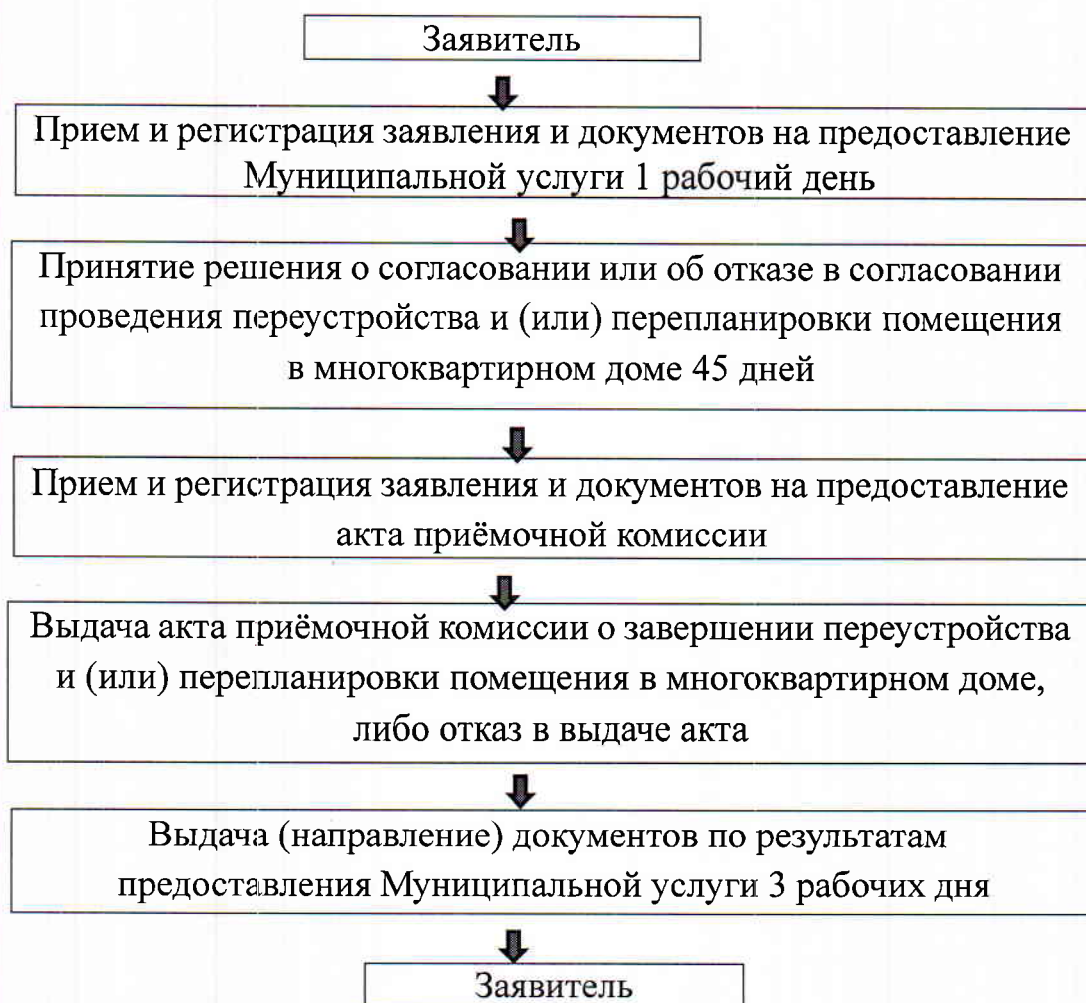 Заявитель
Прием и регистрация заявления и документов на предоставление
Муниципальной услуги 1 рабочий день
Принятие решения о согласовании или об отказе в согласовании
проведения переустройства и (или) перепланировки помещения
в многоквартирном доме 45 дней
Прием и регистрация заявления и документов на предоставление
акта приёмочной комиссии
Выдача акта приёмочной комиссии о завершении переустройства
и (или) перепланировки помещения в многоквартирном доме,
либо отказ в выдаче акта
Выдача (направление) документов по результатам
предоставления Муниципальной услуги 3 рабочих дня
Заявитель